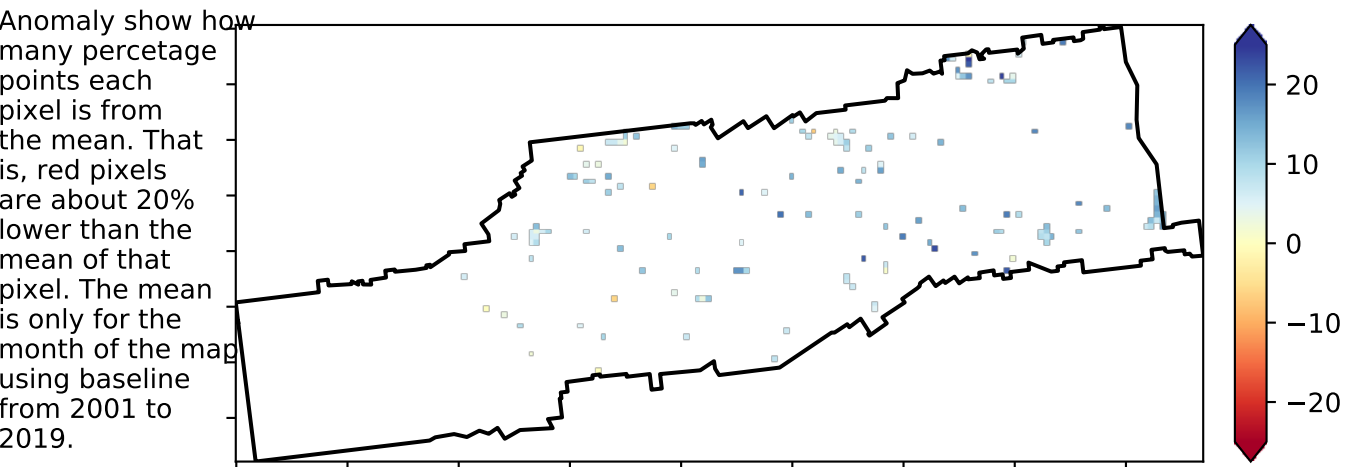 Anomaly show how
many percetage
points each
pixel is from
the mean. That
is, red pixels
are about 20%
lower than the
mean of that
pixel. The mean
is only for the
month of the map
using baseline
from 2001 to
2019.
20
10
0
−10
−20